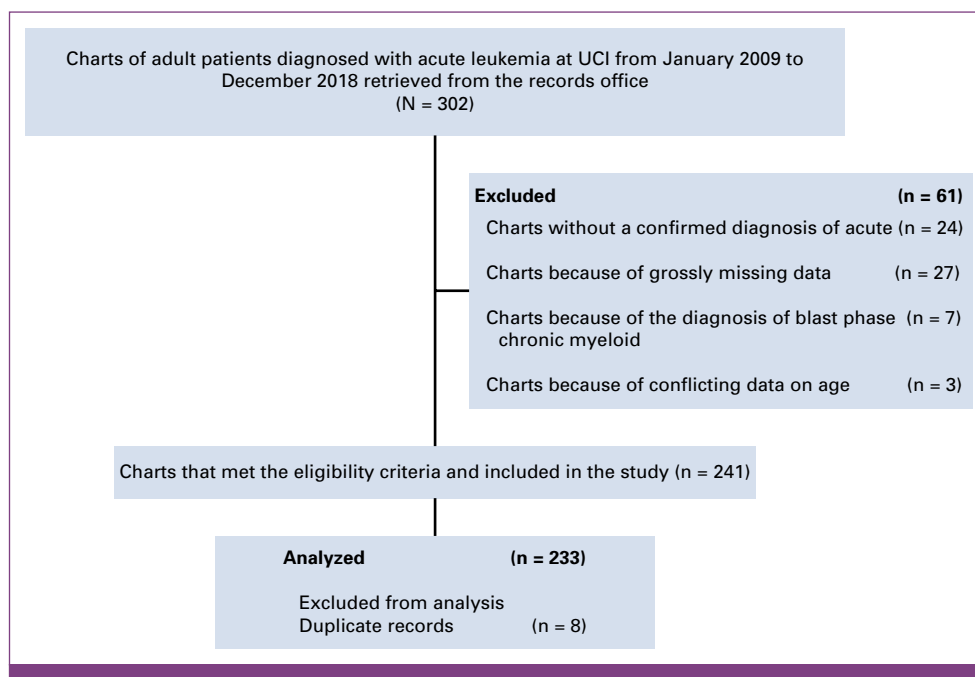 Charts of adult patients diagnosed with acute leukemia at UCI from January 2009 to
December 2018 retrieved from the records office
(N = 302)
Excluded (n = 61)
Charts without a confirmed diagnosis of acute (n = 24)
Charts because of grossly missing data (n = 27)
Charts because of the diagnosis of blast phase (n = 7)
chronic myeloid
Charts because of conflicting data on age (n = 3)
Charts that met the eligibility criteria and included in the study (n = 241)
Analyzed (n = 233)
Excluded from analysis
Duplicate records (n = 8)